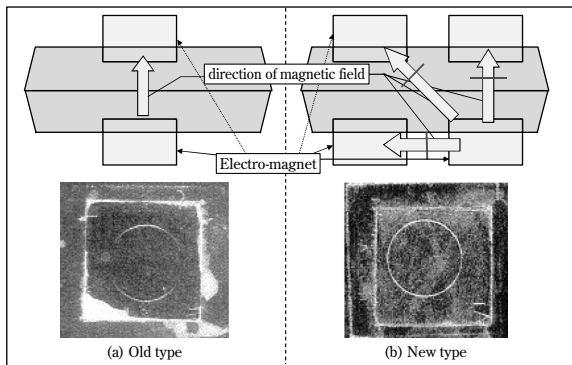 direction of magnetic field
Electro-magnet
(a) Old type
(b) New type